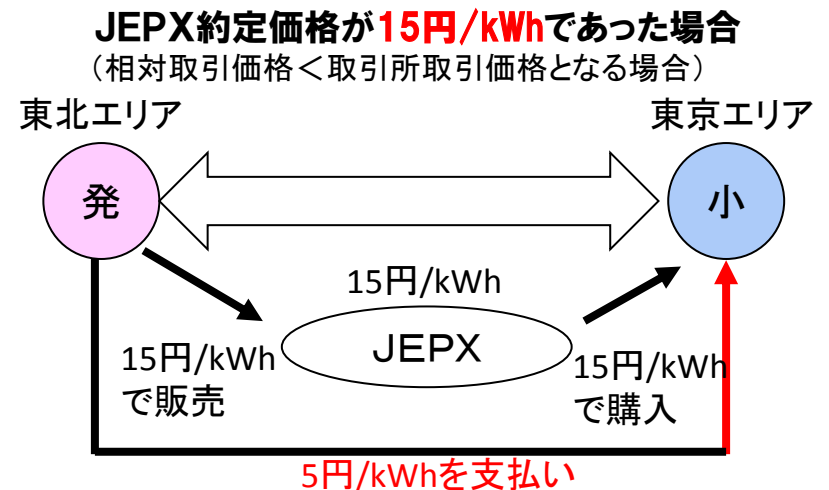 JEPX約定価格が15円/kWhであった場合
（相対取引価格＜取引所取引価格となる場合）
東北エリア
東京エリア
発
小
15円/kWh
JEPX
15円/kWh
で販売
15円/kWh
で購入
5円/kWhを支払い